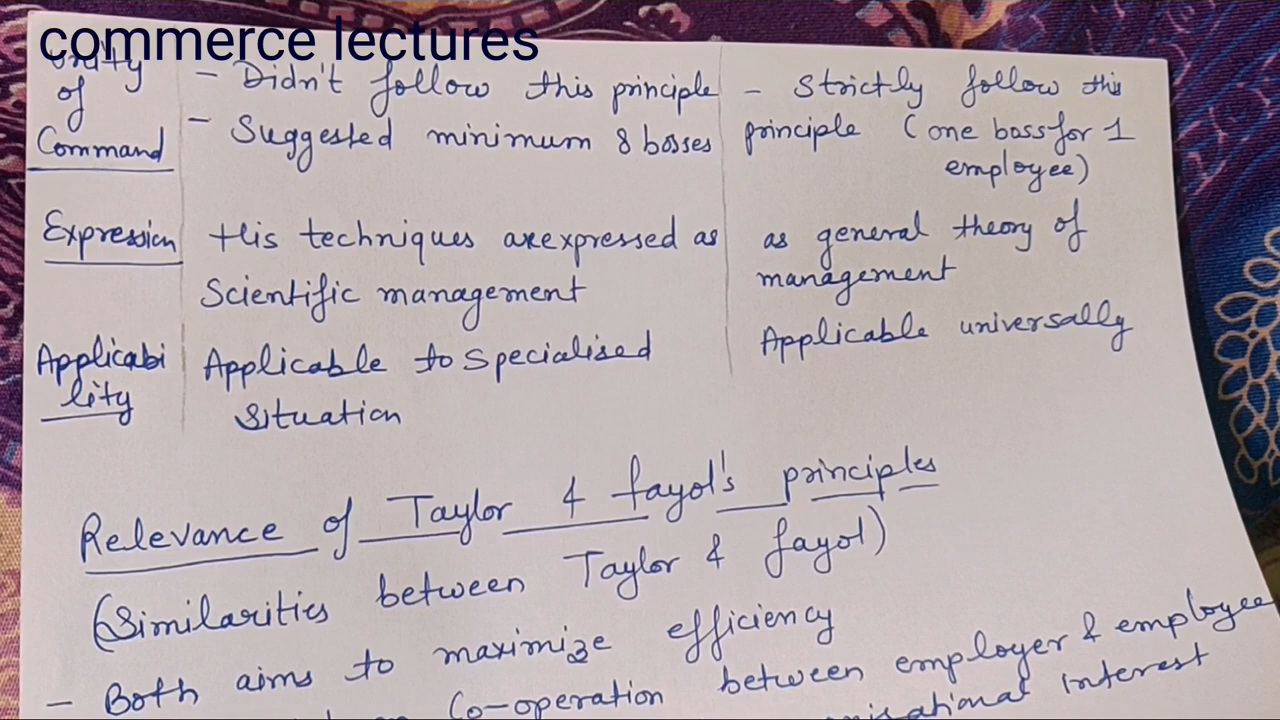 commerce lectures
Unity of Command
- Didn't follow this principle
- Suggested minimum 8 bosses
- Strictly follow this
principle (one boss for 1
employee)
Expression
His techniques are expressed as
Scientific management
as general theory of
management
Applicabi
lity
Applicable to Specialised
Situation
Applicable universally
Relevance of Taylor & fayol's principles
(Similarities between Taylor & fayol)
- Both aims to maximize efficiency
Co-operation between employer & employee
interest